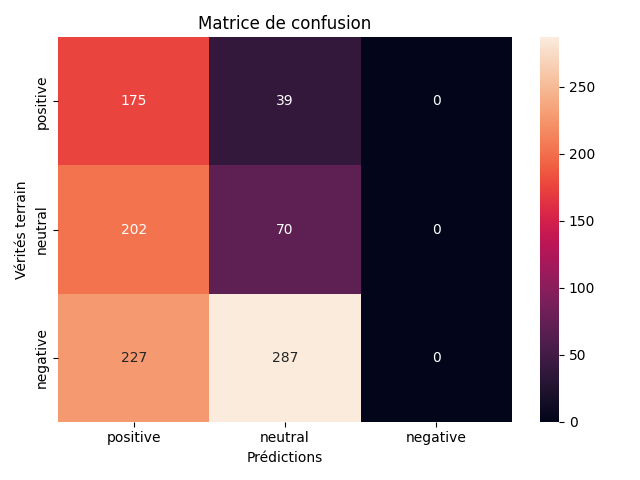 Matrice de confusion
Vérités terrain
positive
175 39 0
neutral
202 70 0
negative
227 287 0
positive neutral negative
Prédictions
250
200
150
100
50
0